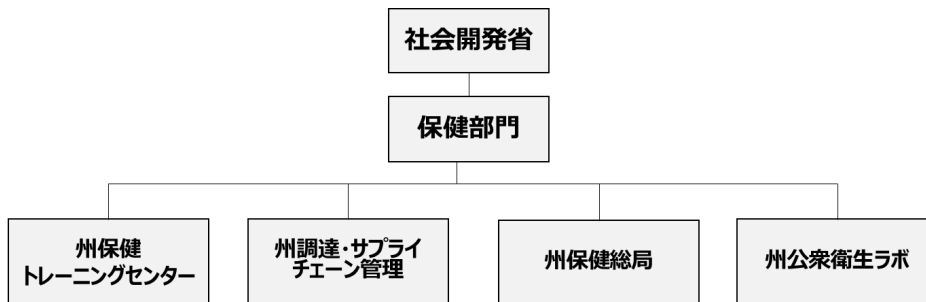 社会開発省
保健部門
州保健
トレーニングセンター
州調達・サプライ
チェーン管理
州保健総局
州公衆衛生ラボ